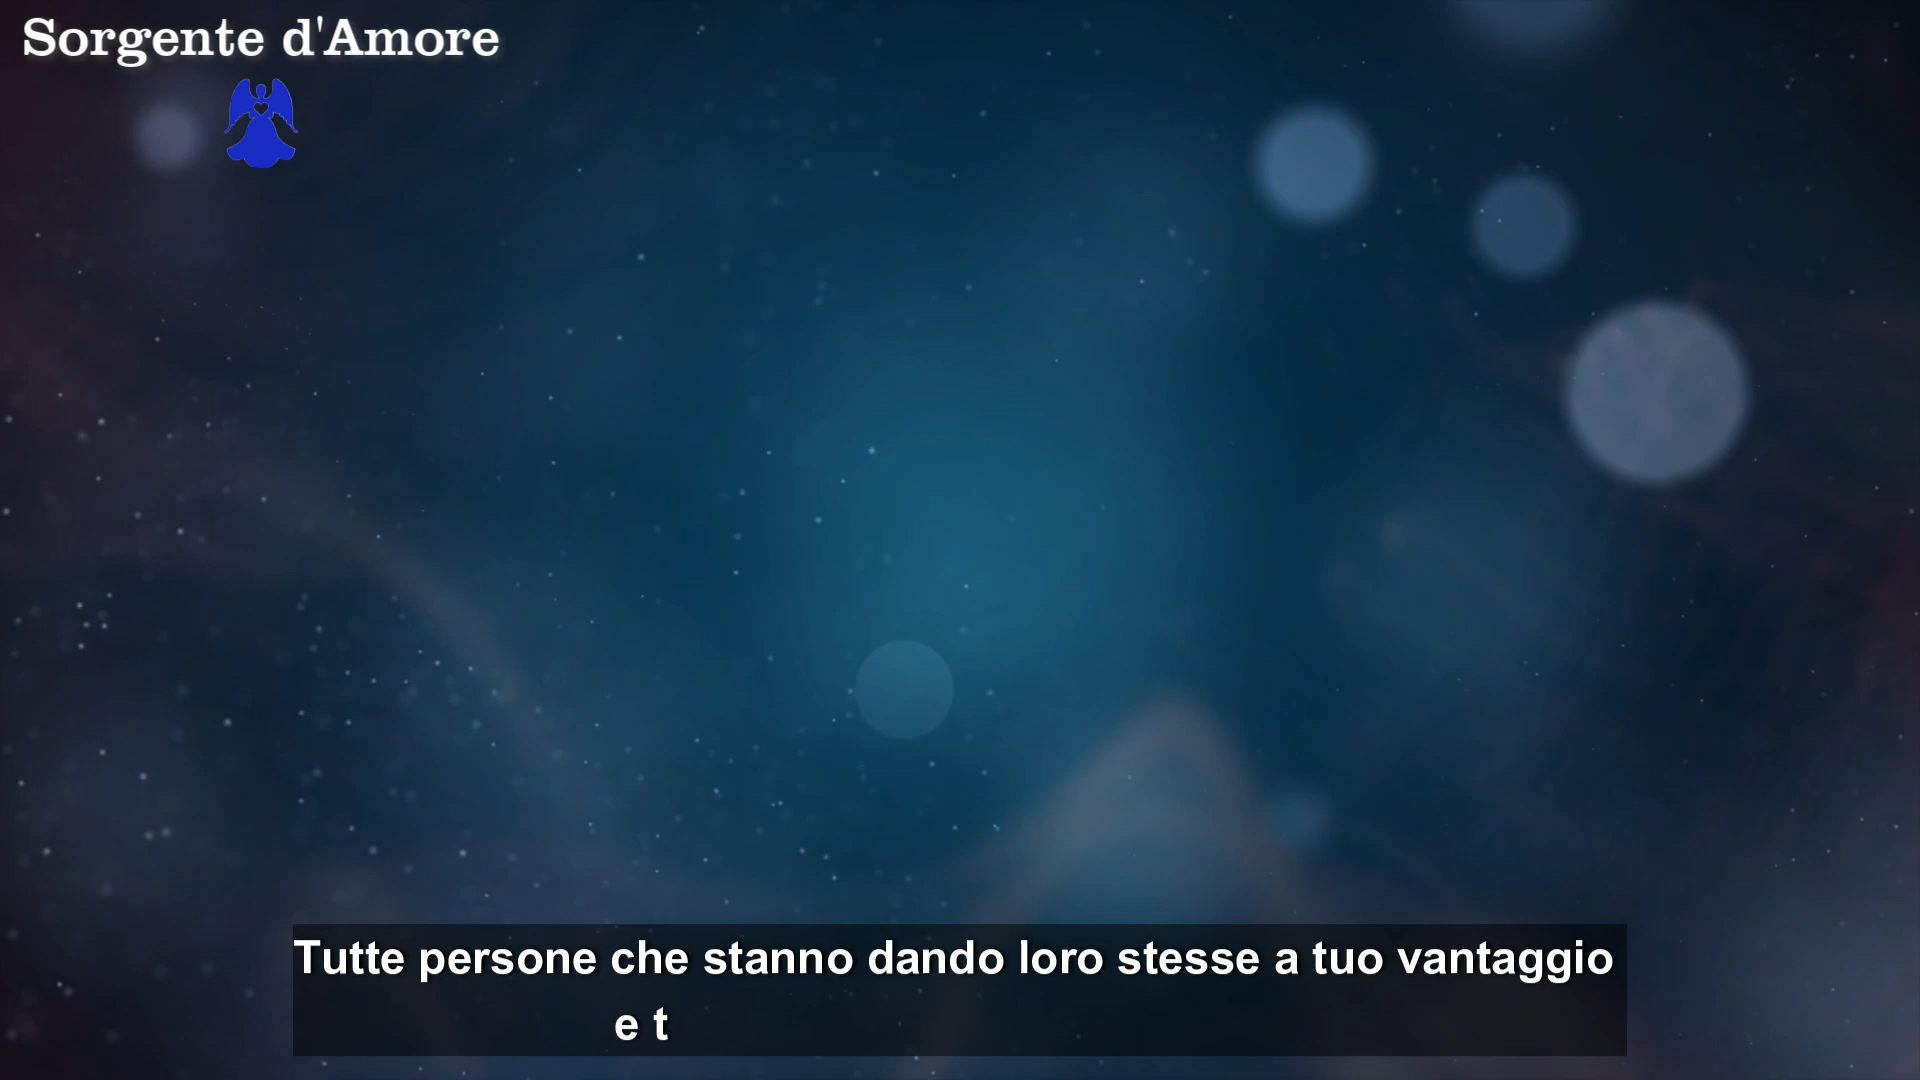 Sorgente d'Amore
Tutte persone che stanno dando loro stesse a tuo vantaggio
e t